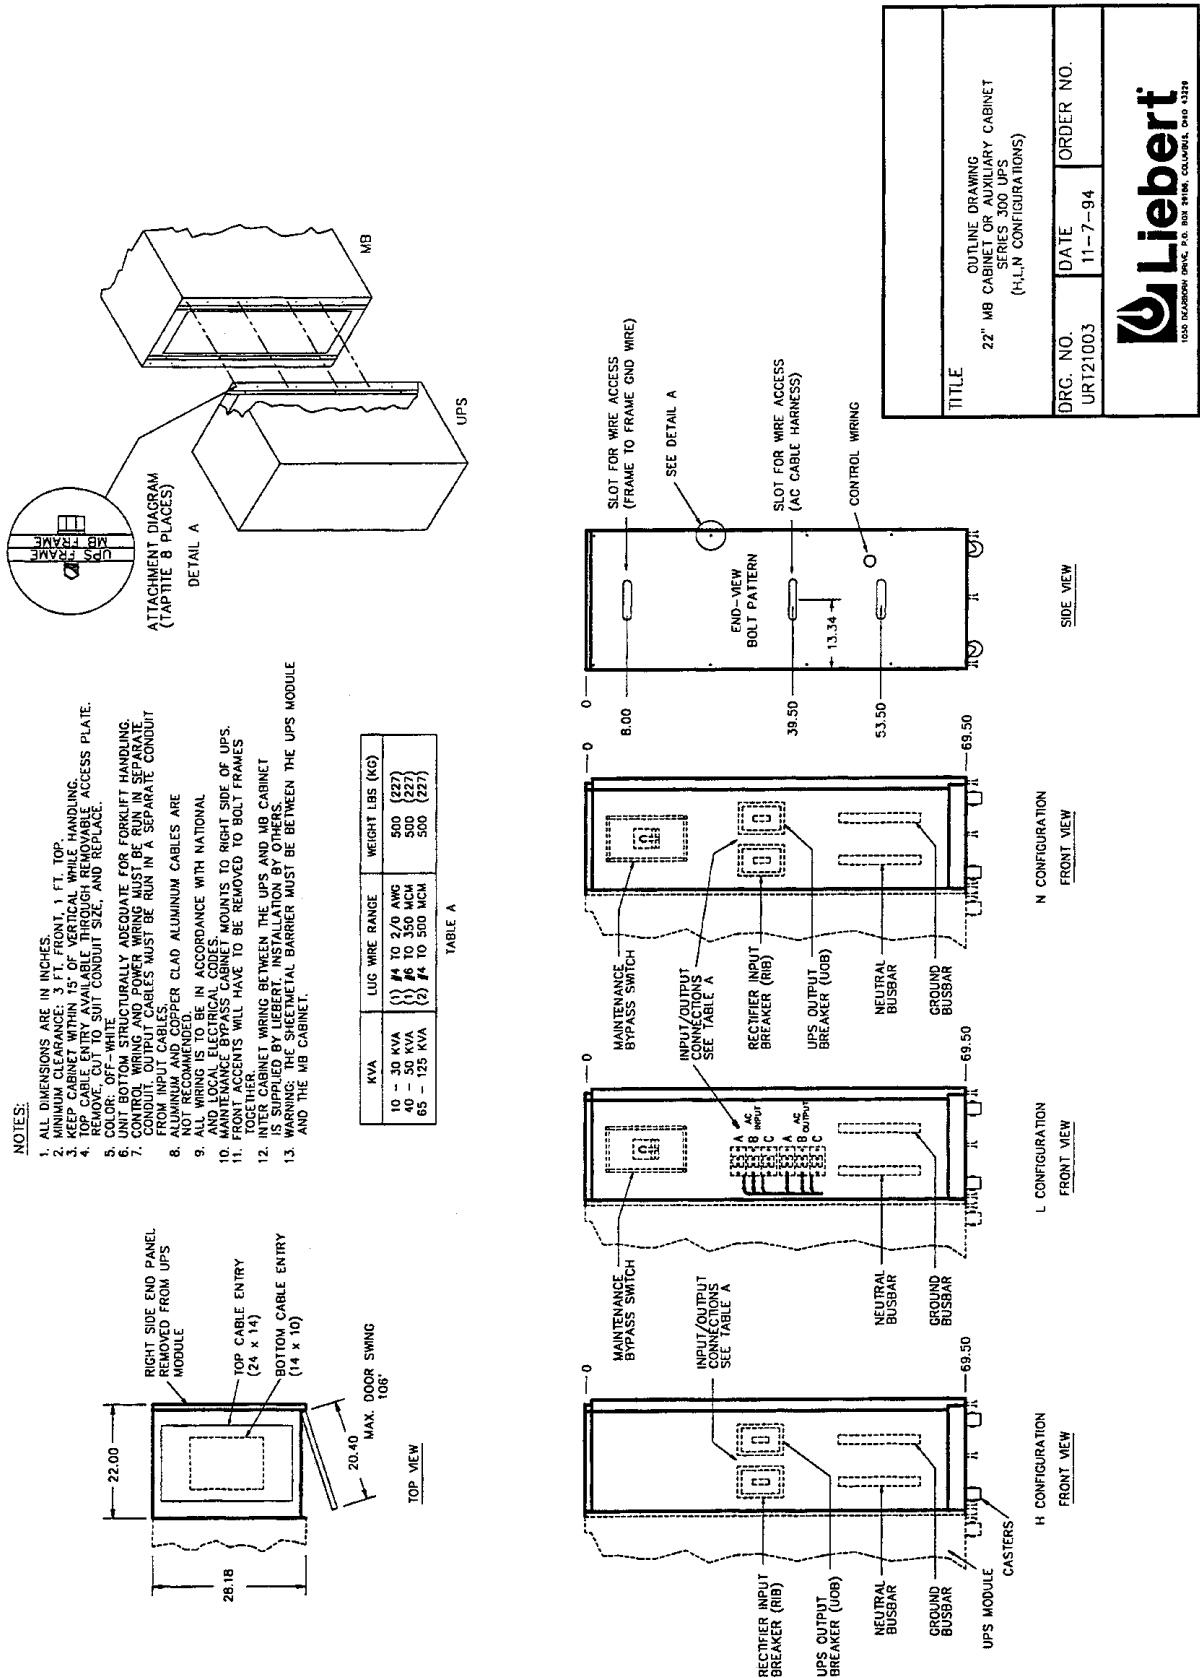 NOTES:
1. ALL DIMENSIONS ARE IN INCHES.
2. MINIMUM CLEARANCE: 3 FT. FRONT, 1 FT. TOP.
3. KEEP CABINET WITHIN 15° OF VERTICAL WHILE HANDLING.
4. TOP CABLE ENTRY AVAILABLE THROUGH REMOVABLE ACCESS PLATE.
REMOVE, CUT TO SUIT CONDUIT SIZE, AND REPLACE.
5. COLOR: OFF-WHITE
6. UNIT BOTTOM STRUCTURALLY ADEQUATE FOR FORKLIFT HANDLING.
7. CONTROL WIRING AND POWER WIRING MUST BE RUN IN SEPARATE
CONDUIT. OUTPUT CABLES MUST BE RUN IN A SEPARATE CONDUIT
FROM INPUT CABLES.
8. ALUMINUM AND COPPER CLAD ALUMINUM CABLES ARE
NOT RECOMMENDED.
9. ALL WIRING IS TO BE IN ACCORDANCE WITH NATIONAL
AND LOCAL ELECTRICAL CODES.
10. MAINTENANCE BYPASS CABINET MOUNTS TO RIGHT SIDE OF UPS.
11. FRONT ACCENTS WILL HAVE TO BE REMOVED TO BOLT FRAMES
TOGETHER.
12. INTER CABINET WIRING BETWEEN THE UPS AND MB CABINET
IS SUPPLIED BY LIEBERT. INSTALLATION BY OTHERS.
13. WARNING: THE SHEETMETAL BARRIER MUST BE BETWEEN THE UPS MODULE
AND THE MB CABINET.
KVA LUG WIRE RANGE WEIGHT LBS (KG)
10 - 30 KVA (1) #4 TO 2/0 AWG 500 (227)
40 - 50 KVA (1) #6 TO 350 MCM 500 (227)
65 - 125 KVA (2) #4 TO 500 MCM 500 (227)
TABLE A
UPS FRAME
MB FRAME
ATTACHMENT DIAGRAM
(TAPTITE 8 PLACES)
DETAIL A
UPS
MB
22.00
28.18
RIGHT SIDE END PANEL
REMOVED FROM UPS
MODULE
TOP CABLE ENTRY
(24 x 14)
BOTTOM CABLE ENTRY
(14 x 10)
20.40
MAX. DOOR SWING
106°
TOP VIEW
0
INPUT/OUTPUT
CONNECTIONS
SEE TABLE A
RECTIFIER INPUT
BREAKER (RIB)
UPS OUTPUT
BREAKER (UOB)
NEUTRAL
BUSBAR
GROUND
BUSBAR
UPS MODULE
CASTERS
69.50
H CONFIGURATION
FRONT VIEW
0
MAINTENANCE
BYPASS SWITCH
A
B
C
AC
INPUT
A
B
C
AC
OUTPUT
INPUT/OUTPUT
CONNECTIONS
SEE TABLE A
NEUTRAL
BUSBAR
GROUND
BUSBAR
69.50
L CONFIGURATION
FRONT VIEW
0
MAINTENANCE
BYPASS SWITCH
RECTIFIER INPUT
BREAKER (RIB)
UPS OUTPUT
BREAKER (UOB)
NEUTRAL
BUSBAR
GROUND
BUSBAR
69.50
N CONFIGURATION
FRONT VIEW
0
8.00
39.50
53.50
END-VIEW
BOLT PATTERN
13.34
SLOT FOR WIRE ACCESS
(FRAME TO FRAME GND WIRE)
SEE DETAIL A
SLOT FOR WIRE ACCESS
(AC CABLE HARNESS)
CONTROL WIRING
SIDE VIEW
TITLE
OUTLINE DRAWING
22" MB CABINET OR AUXILIARY CABINET
SERIES 300 UPS
(H,L,N CONFIGURATIONS)
DRG. NO.
URT21003
DATE
11-7-94
ORDER NO.
Liebert
1050 DEARBORN DRIVE, P.O. BOX 29186, COLUMBUS, OHIO 43229